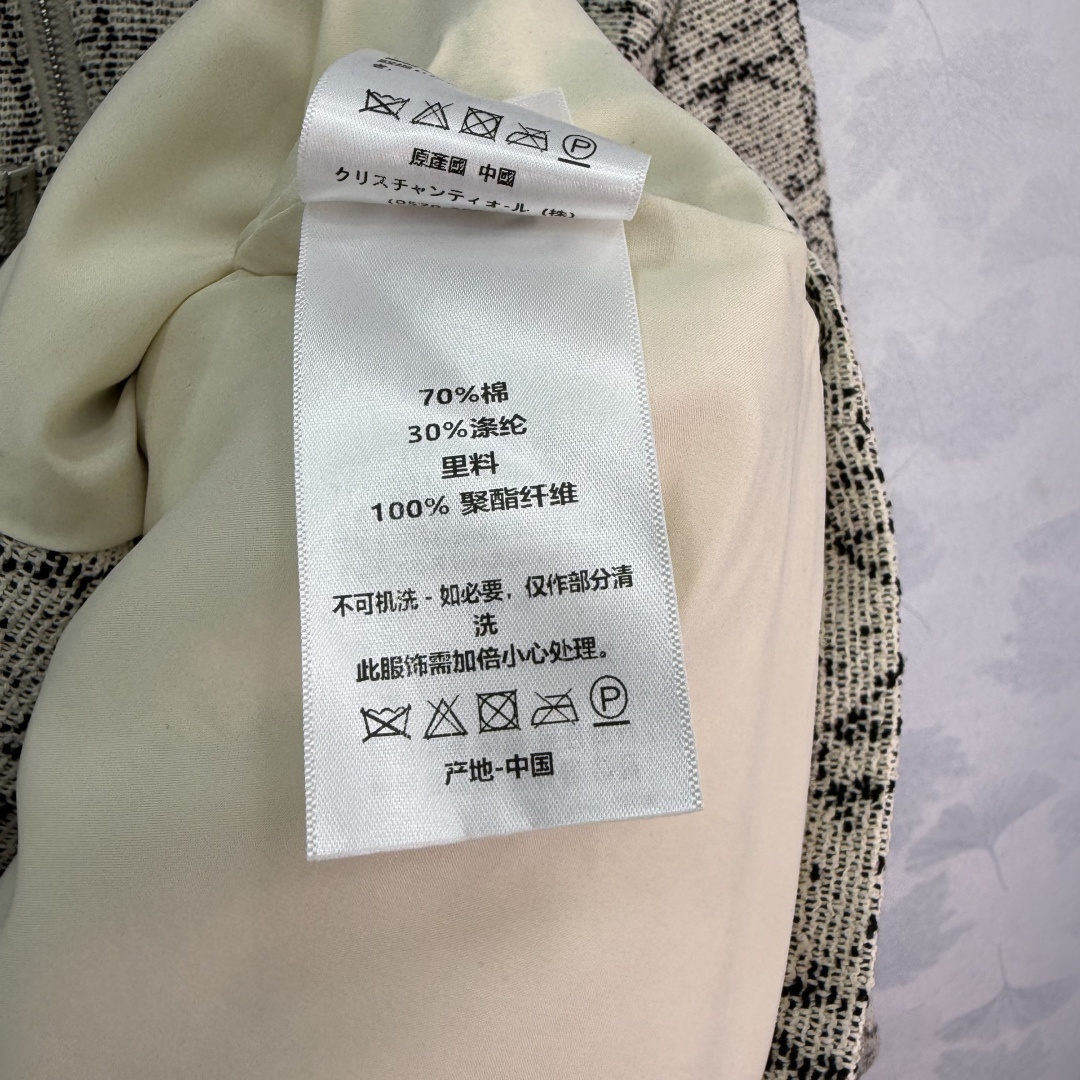 原產國 中國
クリスチャンディオール (株)
70%棉
30%涤纶
里料
100% 聚酯纤维
不可机洗 - 如必要，仅作部分清
洗
此服饰需加倍小心处理。
P
产地-中国